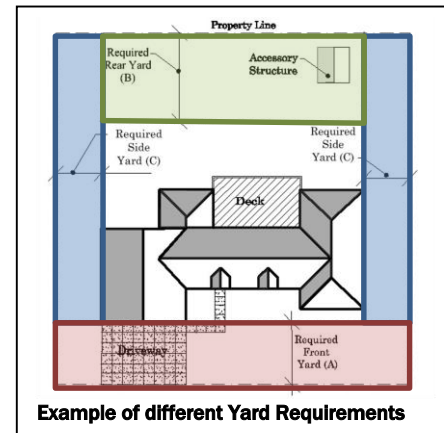 Property Line
Required
Rear Yard
(B)
Accessory
Structure
Required
Side
Yard (C)
Required
Side
Yard (C)
Deck
Driveway
Required
Front
Yard (A)
Example of different Yard Requirements